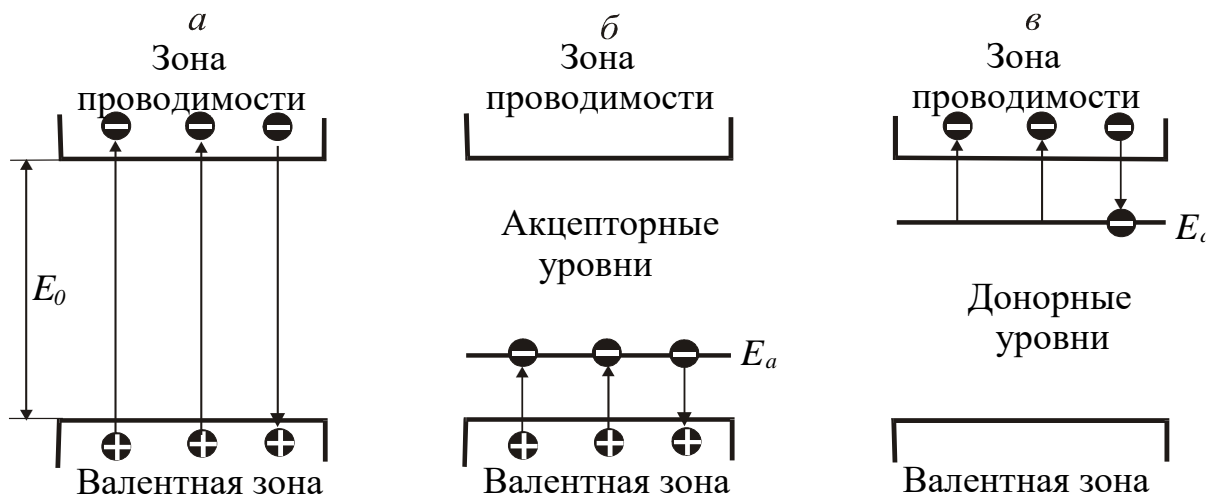 а
Зона
проводимости
E₀
Валентная зона
б
Зона
проводимости
Акцепторные
уровни
Eₐ
Валентная зона
в
Зона
проводимости
Донорные
уровни
Валентная зона